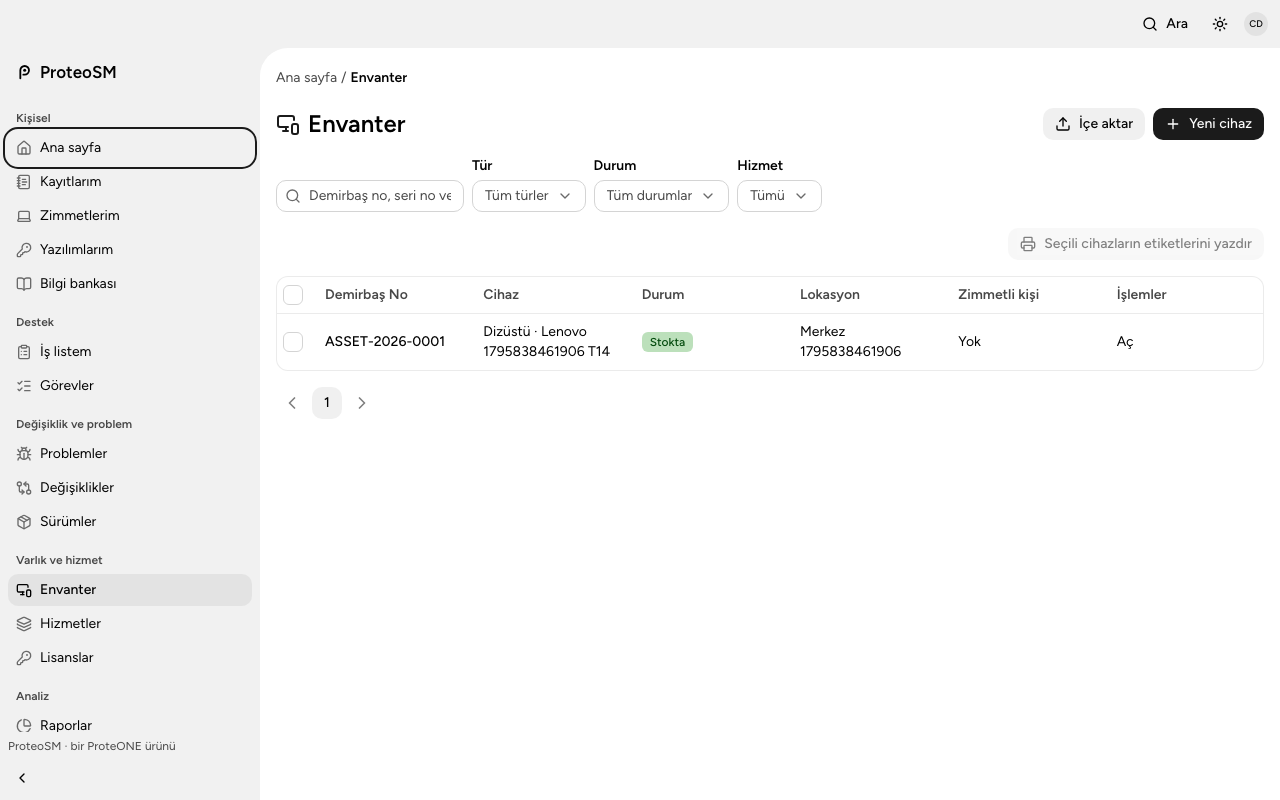 Ara
CD
ProteoSM
Kişisel
Ana sayfa
Kayıtlarım
Zimmetlerim
Yazılımlarım
Bilgi bankası
Destek
İş listem
Görevler
Değişiklik ve problem
Problemler
Değişiklikler
Sürümler
Varlık ve hizmet
Envanter
Hizmetler
Lisanslar
Analiz
Raporlar
ProteoSM · bir ProteONE ürünü
Ana sayfa / Envanter
Envanter
İçe aktar
Yeni cihaz
Tür
Durum
Hizmet
Demirbaş no, seri no ve
Tüm türler
Tüm durumlar
Tümü
Seçili cihazların etiketlerini yazdır
Demirbaş No
Cihaz
Durum
Lokasyon
Zimmetli kişi
İşlemler
ASSET-2026-0001
Dizüstü · Lenovo
1795838461906 T14
Stokta
Merkez
1795838461906
Yok
Aç
1